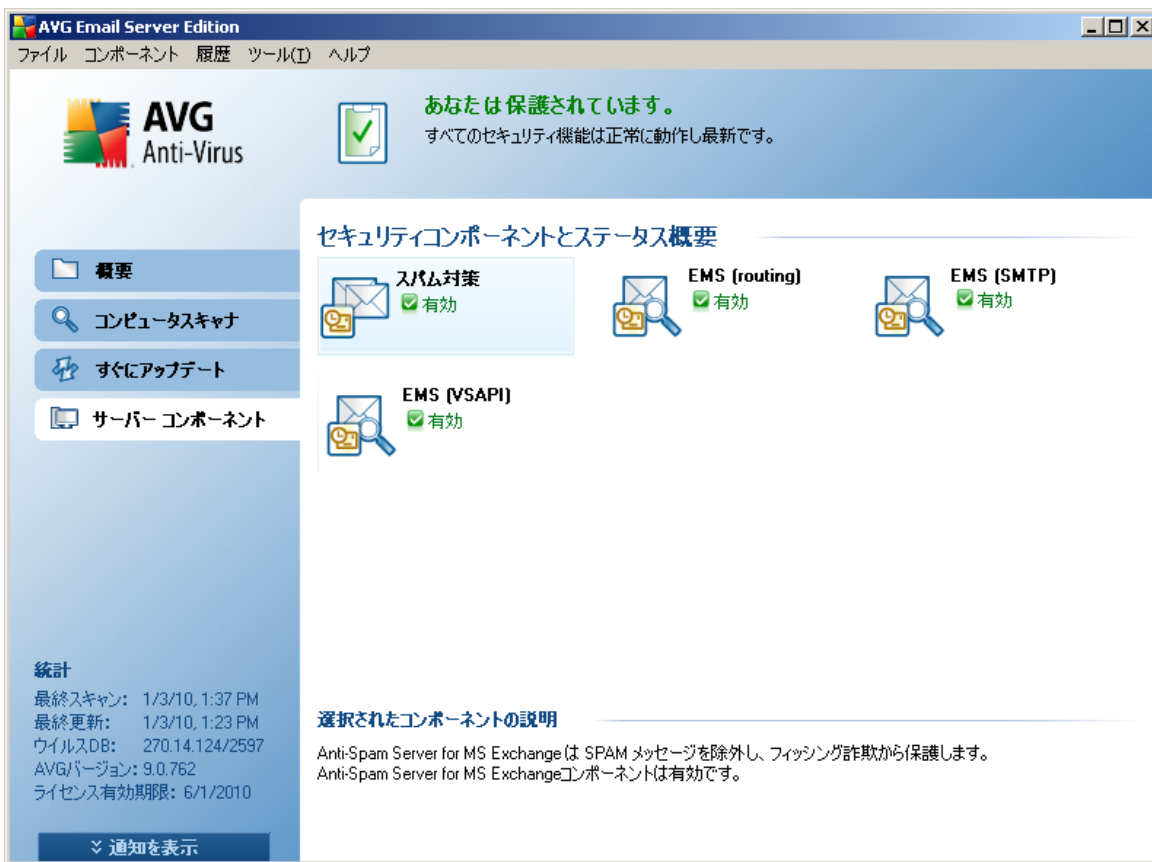 AVG Email Server Edition
ファイル コンポーネント 履歴 ツール(T) ヘルプ
AVG
Anti-Virus
あなたは保護されています。
すべてのセキュリティ機能は正常に動作し最新です。
概要
コンピュータスキャナ
すぐにアップデート
サーバー コンポーネント
セキュリティコンポーネントとステータス概要
スパム対策
有効
EMS (routing)
有効
EMS (SMTP)
有効
EMS (VSAPI)
有効
統計
最終スキャン: 1/3/10, 1:37 PM
最終更新: 1/3/10, 1:23 PM
ウイルスDB: 270.14.124/2597
AVGバージョン: 9.0.762
ライセンス有効期限: 6/1/2010
通知を表示
選択されたコンポーネントの説明
Anti-Spam Server for MS Exchange は SPAM メッセージを除外し、フィッシング詐欺から保護します。
Anti-Spam Server for MS Exchangeコンポーネントは有効です。